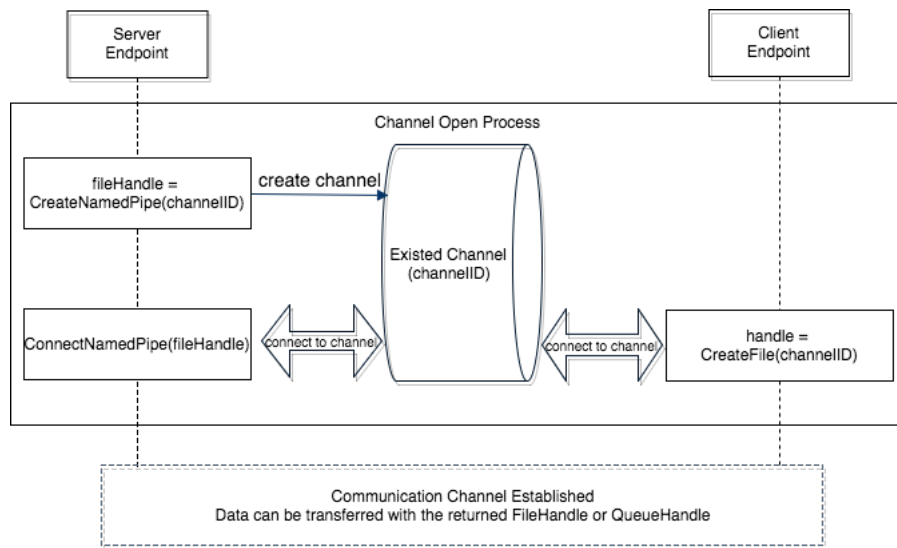 Server
Endpoint
Client
Endpoint
Channel Open Process
fileHandle =
CreateNamedPipe(channelID)
create channel
Existed Channel
(channelID)
ConnectNamedPipe(fileHandle)
connect to channel
connect to channel
handle =
CreateFile(channelID)
Communication Channel Established
Data can be transferred with the returned FileHandle or QueueHandle